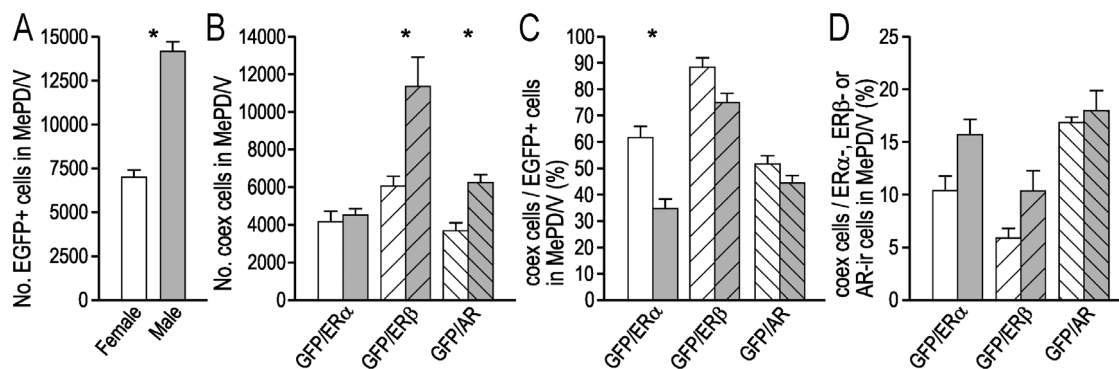 A
No. EGFP+ cells in MePD/V
15000
12500
10000
7500
5000
2500
0
*
Female
Male
B
No. coex cells in MePD/V
14000
12000
10000
8000
6000
4000
2000
0
*
*
GFP/ERα
GFP/ERβ
GFP/AR
C
coex cells / EGFP+ cells
in MePD/V (%)
100
90
80
70
60
50
40
30
20
10
0
*
GFP/ERα
GFP/ERβ
GFP/AR
D
coex cells / ERα-, ERβ- or
AR-ir cells in MePD/V (%)
25
20
15
10
5
0
GFP/ERα
GFP/ERβ
GFP/AR